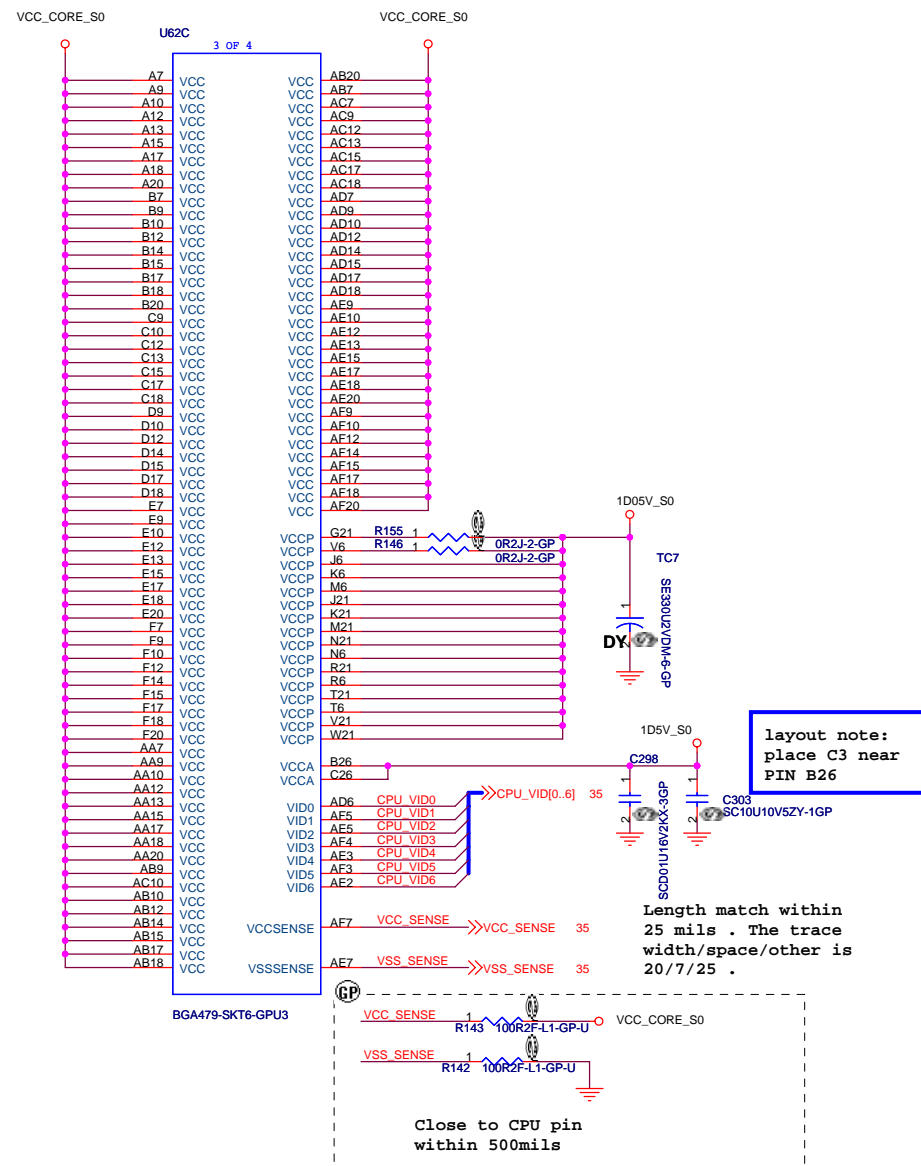 VCC_CORE_S0 VCC_CORE_S0
U62C
3 OF 4
A7 VCC VCC AB20
A9 VCC VCC AB7
A10 VCC VCC AC7
A12 VCC VCC AC9
A13 VCC VCC AC12
A15 VCC VCC AC13
A17 VCC VCC AC15
A18 VCC VCC AC17
A20 VCC VCC AC18
B7 VCC VCC AD7
B9 VCC VCC AD9
B10 VCC VCC AD10
B12 VCC VCC AD12
B14 VCC VCC AD14
B15 VCC VCC AD15
B17 VCC VCC AD17
B18 VCC VCC AD18
B20 VCC VCC AE9
C9 VCC VCC AE10
C10 VCC VCC AE12
C12 VCC VCC AE13
C13 VCC VCC AE15
C15 VCC VCC AE17
C17 VCC VCC AE18
C18 VCC VCC AE20
D9 VCC VCC AF9
D10 VCC VCC AF10
D12 VCC VCC AF12
D14 VCC VCC AF14
D15 VCC VCC AF15
D17 VCC VCC AF17
D18 VCC VCC AF18
E7 VCC VCC AF20
E9 VCC
E10 VCC VCCP G21 R155 1 0R2J-2-GP
E12 VCC VCCP V6 R146 1 0R2J-2-GP
E13 VCC VCCP J6
E15 VCC VCCP K6
E17 VCC VCCP M6
E18 VCC VCCP J21
E20 VCC VCCP K21
F7 VCC VCCP M21
F9 VCC VCCP N21
F10 VCC VCCP N6
F12 VCC VCCP R21
F14 VCC VCCP R6
F15 VCC VCCP T21
F17 VCC VCCP T6
F18 VCC VCCP V21
F20 VCC VCCP W21
AA7 VCC
AA9 VCC VCCA B26
AA10 VCC VCCA C26
AA12 VCC
AA13 VCC VID0 AD6 CPU_VID0
AA15 VCC VID1 AF5 CPU_VID1
AA17 VCC VID2 AE5 CPU_VID2
AA18 VCC VID3 AF4 CPU_VID3
AA20 VCC VID4 AE3 CPU_VID4
AB9 VCC VID5 AF3 CPU_VID5
AC10 VCC VID6 AE2 CPU_VID6
AB10 VCC
AB12 VCC
AB14 VCC VCCSENSE AF7 VCC_SENSE VCC_SENSE 35
AB15 VCC
AB17 VCC
AB18 VCC VSSSENSE AE7 VSS_SENSE VSS_SENSE 35
BGA479-SKT6-GPU3
CPU_VID[0..6] 35
1D05V_S0
TC7
SE330U2VDM-6-GP
1
2
DY
1D5V_S0
C298
1
2
SCD01U16V2KX-3GP
1
2
C303
SC10U10V5ZY-1GP
layout note:
place C3 near
PIN B26
Length match within
25 mils . The trace
width/space/other is
20/7/25 .
GP
VCC_SENSE 1 VCC_CORE_S0
R143 100R2F-L1-GP-U
VSS_SENSE 1
R142 100R2F-L1-GP-U
Close to CPU pin
within 500mils